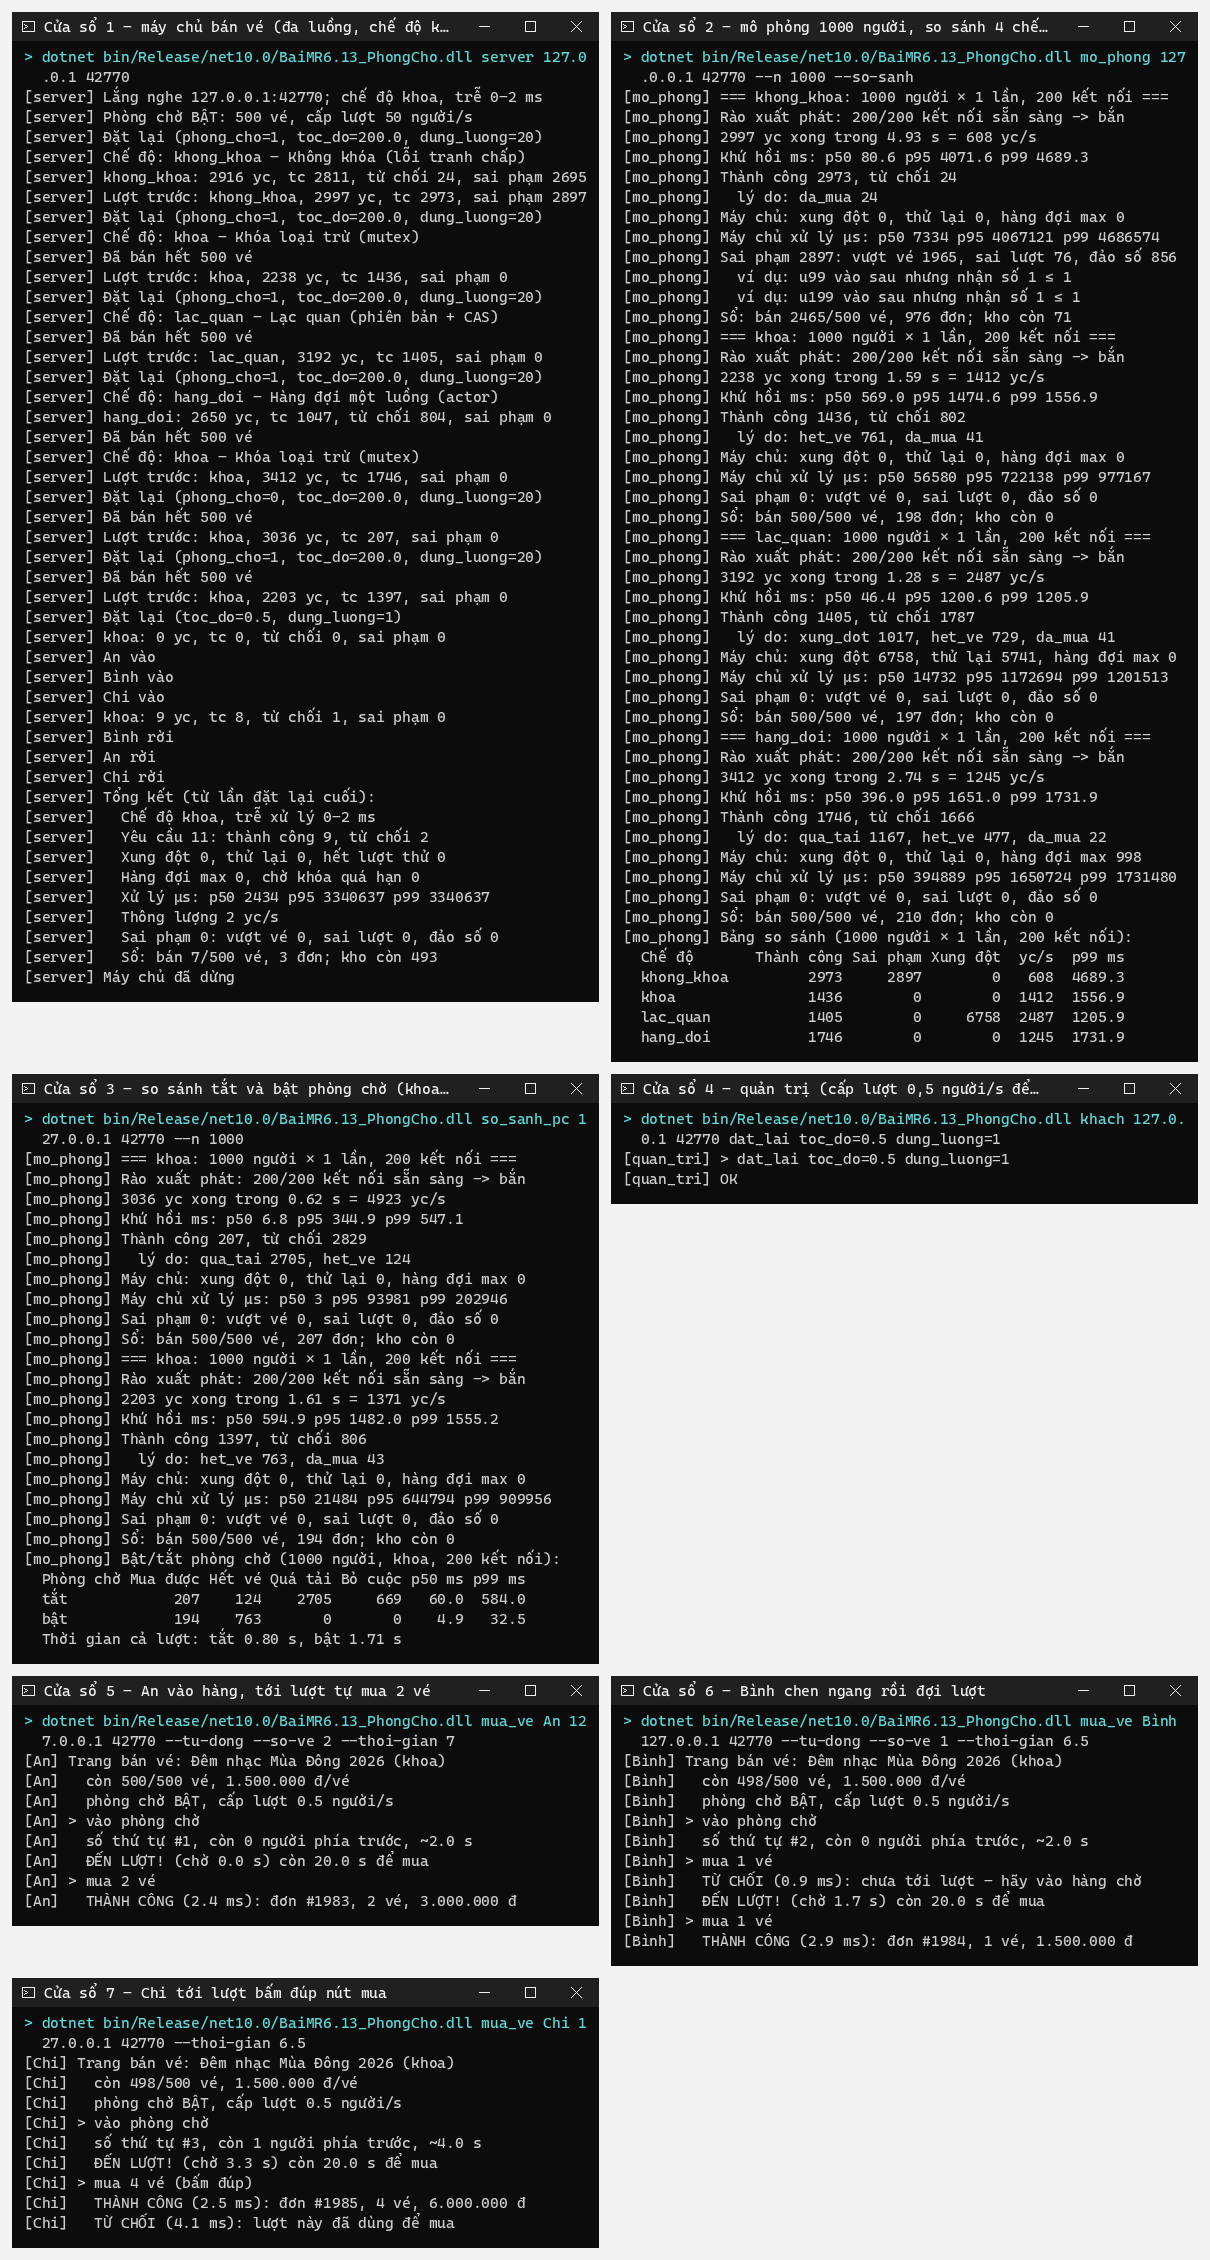 Cửa sổ 1 — máy chủ bán vé (đa luồng, chế độ k…
> dotnet bin/Release/net10.0/BaiMR6.13_PhongCho.dll server 127.0
.0.1 42770
[server] Lắng nghe 127.0.0.1:42770; chế độ khoa, trễ 0–2 ms
[server] Phòng chờ BẬT: 500 vé, cấp lượt 50 người/s
[server] Đặt lại (phong_cho=1, toc_do=200.0, dung_luong=20)
[server] Chế độ: khong_khoa — Không khóa (lỗi tranh chấp)
[server] khong_khoa: 2916 yc, tc 2811, từ chối 24, sai phạm 2695
[server] Lượt trước: khong_khoa, 2997 yc, tc 2973, sai phạm 2897
[server] Đặt lại (phong_cho=1, toc_do=200.0, dung_luong=20)
[server] Chế độ: khoa — Khóa loại trừ (mutex)
[server] Đã bán hết 500 vé
[server] Lượt trước: khoa, 2238 yc, tc 1436, sai phạm 0
[server] Đặt lại (phong_cho=1, toc_do=200.0, dung_luong=20)
[server] Chế độ: lac_quan — Lạc quan (phiên bản + CAS)
[server] Đã bán hết 500 vé
[server] Lượt trước: lac_quan, 3192 yc, tc 1405, sai phạm 0
[server] Đặt lại (phong_cho=1, toc_do=200.0, dung_luong=20)
[server] Chế độ: hang_doi — Hàng đợi một luồng (actor)
[server] hang_doi: 2650 yc, tc 1047, từ chối 804, sai phạm 0
[server] Đã bán hết 500 vé
[server] Chế độ: khoa — Khóa loại trừ (mutex)
[server] Lượt trước: khoa, 3412 yc, tc 1746, sai phạm 0
[server] Đặt lại (phong_cho=0, toc_do=200.0, dung_luong=20)
[server] Đã bán hết 500 vé
[server] Lượt trước: khoa, 3036 yc, tc 207, sai phạm 0
[server] Đặt lại (phong_cho=1, toc_do=200.0, dung_luong=20)
[server] Đã bán hết 500 vé
[server] Lượt trước: khoa, 2203 yc, tc 1397, sai phạm 0
[server] Đặt lại (toc_do=0.5, dung_luong=1)
[server] khoa: 0 yc, tc 0, từ chối 0, sai phạm 0
[server] An vào
[server] Bình vào
[server] Chi vào
[server] khoa: 9 yc, tc 8, từ chối 1, sai phạm 0
[server] Bình rời
[server] An rời
[server] Chi rời
[server] Tổng kết (từ lần đặt lại cuối):
[server]   Chế độ khoa, trễ xử lý 0–2 ms
[server]   Yêu cầu 11: thành công 9, từ chối 2
[server]   Xung đột 0, thử lại 0, hết lượt thử 0
[server]   Hàng đợi max 0, chờ khóa quá hạn 0
[server]   Xử lý µs: p50 2434 p95 3340637 p99 3340637
[server]   Thông lượng 2 yc/s
[server]   Sai phạm 0: vượt vé 0, sai lượt 0, đảo số 0
[server]   Sổ: bán 7/500 vé, 3 đơn; kho còn 493
[server] Máy chủ đã dừng
Cửa sổ 2 — mô phỏng 1000 người, so sánh 4 chế…
> dotnet bin/Release/net10.0/BaiMR6.13_PhongCho.dll mo_phong 127
.0.0.1 42770 --n 1000 --so-sanh
[mo_phong] === khong_khoa: 1000 người × 1 lần, 200 kết nối ===
[mo_phong] Rào xuất phát: 200/200 kết nối sẵn sàng -> bắn
[mo_phong] 2997 yc xong trong 4.93 s = 608 yc/s
[mo_phong] Khứ hồi ms: p50 80.6 p95 4071.6 p99 4689.3
[mo_phong] Thành công 2973, từ chối 24
[mo_phong]   lý do: da_mua 24
[mo_phong] Máy chủ: xung đột 0, thử lại 0, hàng đợi max 0
[mo_phong] Máy chủ xử lý µs: p50 7334 p95 4067121 p99 4686574
[mo_phong] Sai phạm 2897: vượt vé 1965, sai lượt 76, đảo số 856
[mo_phong]   ví dụ: u99 vào sau nhưng nhận số 1 ≤ 1
[mo_phong]   ví dụ: u199 vào sau nhưng nhận số 1 ≤ 1
[mo_phong] Sổ: bán 2465/500 vé, 976 đơn; kho còn 71
[mo_phong] === khoa: 1000 người × 1 lần, 200 kết nối ===
[mo_phong] Rào xuất phát: 200/200 kết nối sẵn sàng -> bắn
[mo_phong] 2238 yc xong trong 1.59 s = 1412 yc/s
[mo_phong] Khứ hồi ms: p50 569.0 p95 1474.6 p99 1556.9
[mo_phong] Thành công 1436, từ chối 802
[mo_phong]   lý do: het_ve 761, da_mua 41
[mo_phong] Máy chủ: xung đột 0, thử lại 0, hàng đợi max 0
[mo_phong] Máy chủ xử lý µs: p50 56580 p95 722138 p99 977167
[mo_phong] Sai phạm 0: vượt vé 0, sai lượt 0, đảo số 0
[mo_phong] Sổ: bán 500/500 vé, 198 đơn; kho còn 0
[mo_phong] === lac_quan: 1000 người × 1 lần, 200 kết nối ===
[mo_phong] Rào xuất phát: 200/200 kết nối sẵn sàng -> bắn
[mo_phong] 3192 yc xong trong 1.28 s = 2487 yc/s
[mo_phong] Khứ hồi ms: p50 46.4 p95 1200.6 p99 1205.9
[mo_phong] Thành công 1405, từ chối 1787
[mo_phong]   lý do: xung_dot 1017, het_ve 729, da_mua 41
[mo_phong] Máy chủ: xung đột 6758, thử lại 5741, hàng đợi max 0
[mo_phong] Máy chủ xử lý µs: p50 14732 p95 1172694 p99 1201513
[mo_phong] Sai phạm 0: vượt vé 0, sai lượt 0, đảo số 0
[mo_phong] Sổ: bán 500/500 vé, 197 đơn; kho còn 0
[mo_phong] === hang_doi: 1000 người × 1 lần, 200 kết nối ===
[mo_phong] Rào xuất phát: 200/200 kết nối sẵn sàng -> bắn
[mo_phong] 3412 yc xong trong 2.74 s = 1245 yc/s
[mo_phong] Khứ hồi ms: p50 396.0 p95 1651.0 p99 1731.9
[mo_phong] Thành công 1746, từ chối 1666
[mo_phong]   lý do: qua_tai 1167, het_ve 477, da_mua 22
[mo_phong] Máy chủ: xung đột 0, thử lại 0, hàng đợi max 998
[mo_phong] Máy chủ xử lý µs: p50 394889 p95 1650724 p99 1731480
[mo_phong] Sai phạm 0: vượt vé 0, sai lượt 0, đảo số 0
[mo_phong] Sổ: bán 500/500 vé, 210 đơn; kho còn 0
[mo_phong] Bảng so sánh (1000 người × 1 lần, 200 kết nối):
Chế độ       Thành công Sai phạm Xung đột  yc/s  p99 ms
khong_khoa         2973     2897        0   608  4689.3
khoa               1436        0        0  1412  1556.9
lac_quan           1405        0     6758  2487  1205.9
hang_doi           1746        0        0  1245  1731.9
Cửa sổ 3 — so sánh tắt và bật phòng chờ (khoa…
> dotnet bin/Release/net10.0/BaiMR6.13_PhongCho.dll so_sanh_pc 1
27.0.0.1 42770 --n 1000
[mo_phong] === khoa: 1000 người × 1 lần, 200 kết nối ===
[mo_phong] Rào xuất phát: 200/200 kết nối sẵn sàng -> bắn
[mo_phong] 3036 yc xong trong 0.62 s = 4923 yc/s
[mo_phong] Khứ hồi ms: p50 6.8 p95 344.9 p99 547.1
[mo_phong] Thành công 207, từ chối 2829
[mo_phong]   lý do: qua_tai 2705, het_ve 124
[mo_phong] Máy chủ: xung đột 0, thử lại 0, hàng đợi max 0
[mo_phong] Máy chủ xử lý µs: p50 3 p95 93981 p99 202946
[mo_phong] Sai phạm 0: vượt vé 0, sai lượt 0, đảo số 0
[mo_phong] Sổ: bán 500/500 vé, 207 đơn; kho còn 0
[mo_phong] === khoa: 1000 người × 1 lần, 200 kết nối ===
[mo_phong] Rào xuất phát: 200/200 kết nối sẵn sàng -> bắn
[mo_phong] 2203 yc xong trong 1.61 s = 1371 yc/s
[mo_phong] Khứ hồi ms: p50 594.9 p95 1482.0 p99 1555.2
[mo_phong] Thành công 1397, từ chối 806
[mo_phong]   lý do: het_ve 763, da_mua 43
[mo_phong] Máy chủ: xung đột 0, thử lại 0, hàng đợi max 0
[mo_phong] Máy chủ xử lý µs: p50 21484 p95 644794 p99 909956
[mo_phong] Sai phạm 0: vượt vé 0, sai lượt 0, đảo số 0
[mo_phong] Sổ: bán 500/500 vé, 194 đơn; kho còn 0
[mo_phong] Bật/tắt phòng chờ (1000 người, khoa, 200 kết nối):
Phòng chờ Mua được Hết vé Quá tải Bỏ cuộc p50 ms p99 ms
tắt            207    124    2705     669   60.0  584.0
bật            194    763       0       0    4.9   32.5
Thời gian cả lượt: tắt 0.80 s, bật 1.71 s
Cửa sổ 4 — quản trị (cấp lượt 0,5 người/s để…
> dotnet bin/Release/net10.0/BaiMR6.13_PhongCho.dll khach 127.0.
0.1 42770 dat_lai toc_do=0.5 dung_luong=1
[quan_tri] > dat_lai toc_do=0.5 dung_luong=1
[quan_tri] OK
Cửa sổ 5 — An vào hàng, tới lượt tự mua 2 vé
> dotnet bin/Release/net10.0/BaiMR6.13_PhongCho.dll mua_ve An 12
7.0.0.1 42770 --tu-dong --so-ve 2 --thoi-gian 7
[An] Trang bán vé: Đêm nhạc Mùa Đông 2026 (khoa)
[An]   còn 500/500 vé, 1.500.000 đ/vé
[An]   phòng chờ BẬT, cấp lượt 0.5 người/s
[An] > vào phòng chờ
[An]   số thứ tự #1, còn 0 người phía trước, ~2.0 s
[An]   ĐẾN LƯỢT! (chờ 0.0 s) còn 20.0 s để mua
[An] > mua 2 vé
[An]   THÀNH CÔNG (2.4 ms): đơn #1983, 2 vé, 3.000.000 đ
Cửa sổ 6 — Bình chen ngang rồi đợi lượt
> dotnet bin/Release/net10.0/BaiMR6.13_PhongCho.dll mua_ve Bình
127.0.0.1 42770 --tu-dong --so-ve 1 --thoi-gian 6.5
[Bình] Trang bán vé: Đêm nhạc Mùa Đông 2026 (khoa)
[Bình]   còn 498/500 vé, 1.500.000 đ/vé
[Bình]   phòng chờ BẬT, cấp lượt 0.5 người/s
[Bình] > vào phòng chờ
[Bình]   số thứ tự #2, còn 0 người phía trước, ~2.0 s
[Bình] > mua 1 vé
[Bình]   TỪ CHỐI (0.9 ms): chưa tới lượt — hãy vào hàng chờ
[Bình]   ĐẾN LƯỢT! (chờ 1.7 s) còn 20.0 s để mua
[Bình] > mua 1 vé
[Bình]   THÀNH CÔNG (2.9 ms): đơn #1984, 1 vé, 1.500.000 đ
Cửa sổ 7 — Chi tới lượt bấm đúp nút mua
> dotnet bin/Release/net10.0/BaiMR6.13_PhongCho.dll mua_ve Chi 1
27.0.0.1 42770 --thoi-gian 6.5
[Chi] Trang bán vé: Đêm nhạc Mùa Đông 2026 (khoa)
[Chi]   còn 498/500 vé, 1.500.000 đ/vé
[Chi]   phòng chờ BẬT, cấp lượt 0.5 người/s
[Chi] > vào phòng chờ
[Chi]   số thứ tự #3, còn 1 người phía trước, ~4.0 s
[Chi]   ĐẾN LƯỢT! (chờ 3.3 s) còn 20.0 s để mua
[Chi] > mua 4 vé (bấm đúp)
[Chi]   THÀNH CÔNG (2.5 ms): đơn #1985, 4 vé, 6.000.000 đ
[Chi]   TỪ CHỐI (4.1 ms): lượt này đã dùng để mua